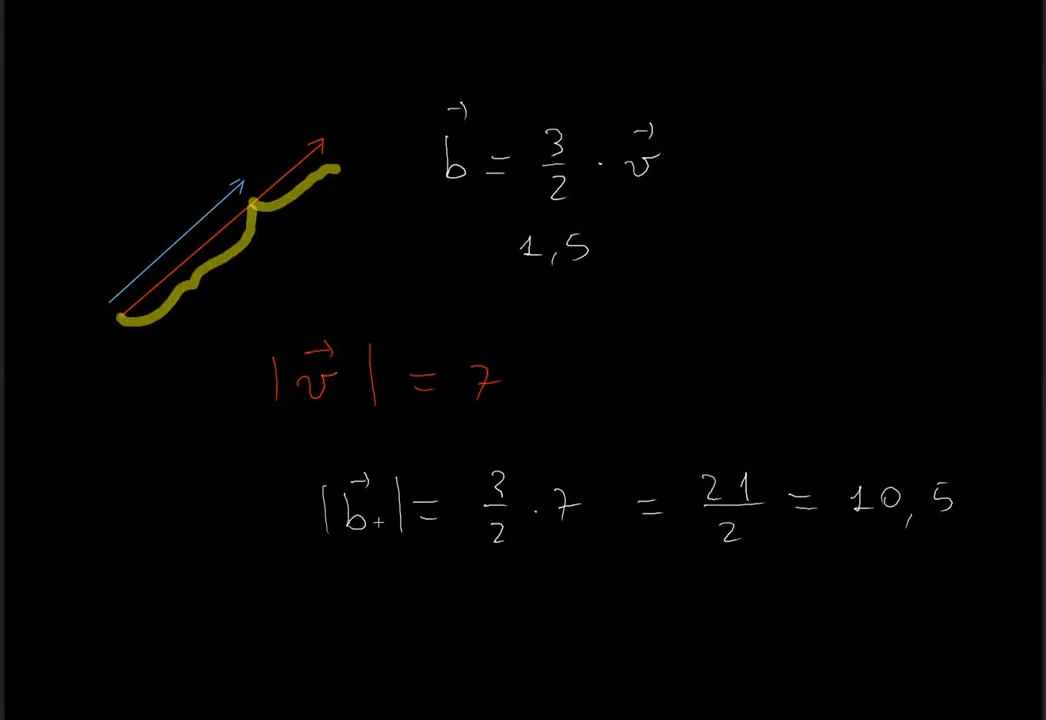 b⃗ = 3/2 · v⃗
1,5
|v⃗| = 7
|b⃗₊| = 3/2 · 7 = 21/2 = 10,5